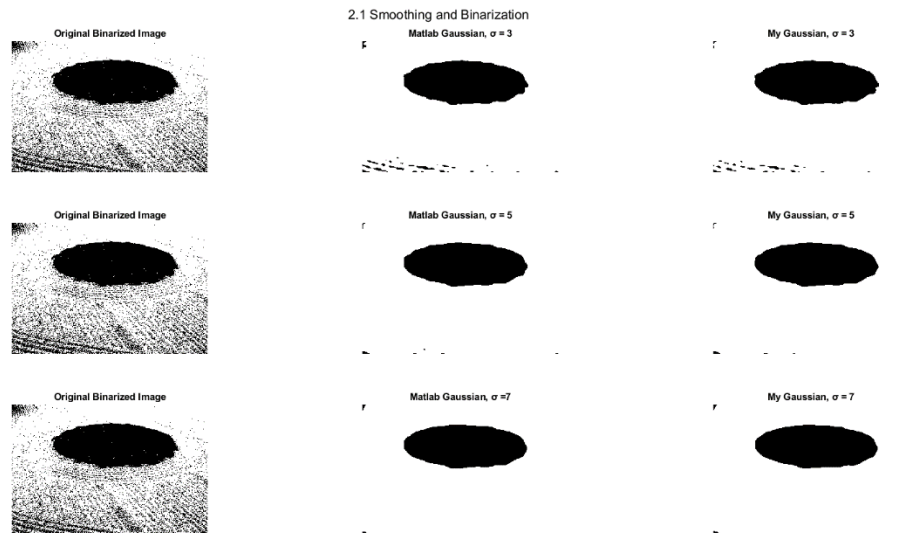 2.1 Smoothing and Binarization
Original Binarized Image
Matlab Gaussian, σ = 3
My Gaussian, σ = 3
Original Binarized Image
Matlab Gaussian, σ = 5
My Gaussian, σ = 5
Original Binarized Image
Matlab Gaussian, σ =7
My Gaussian, σ = 7